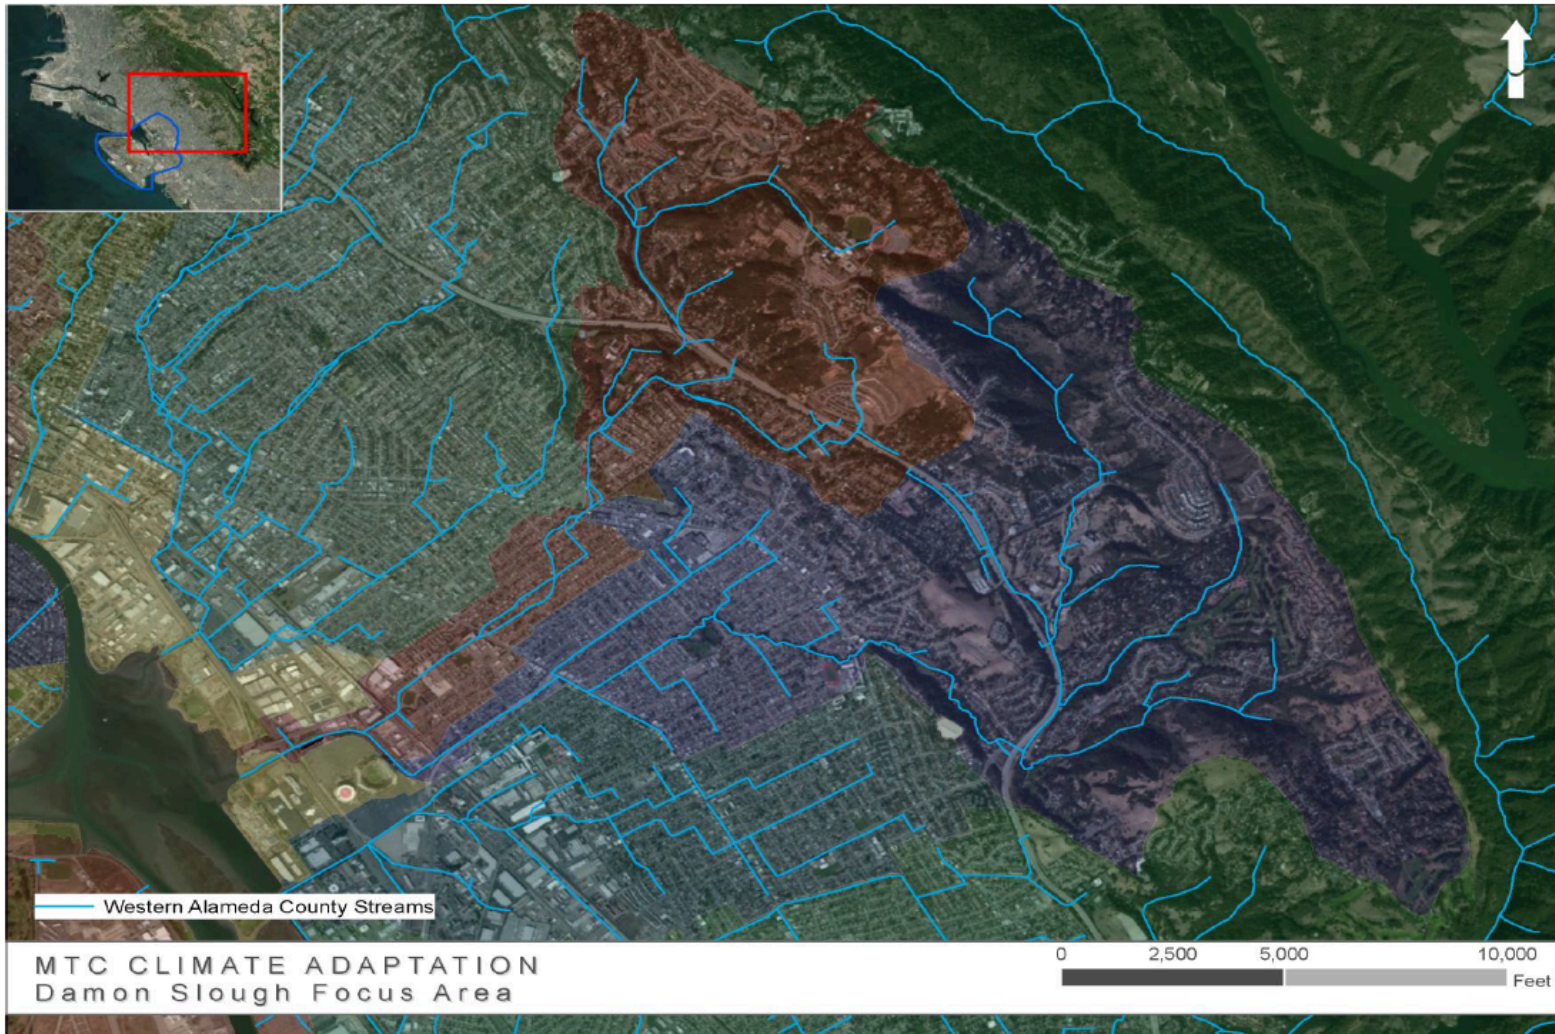 Western Alameda County Streams
MTC CLIMATE ADAPTATION
Damon Slough Focus Area
0 2,500 5,000 10,000
Feet